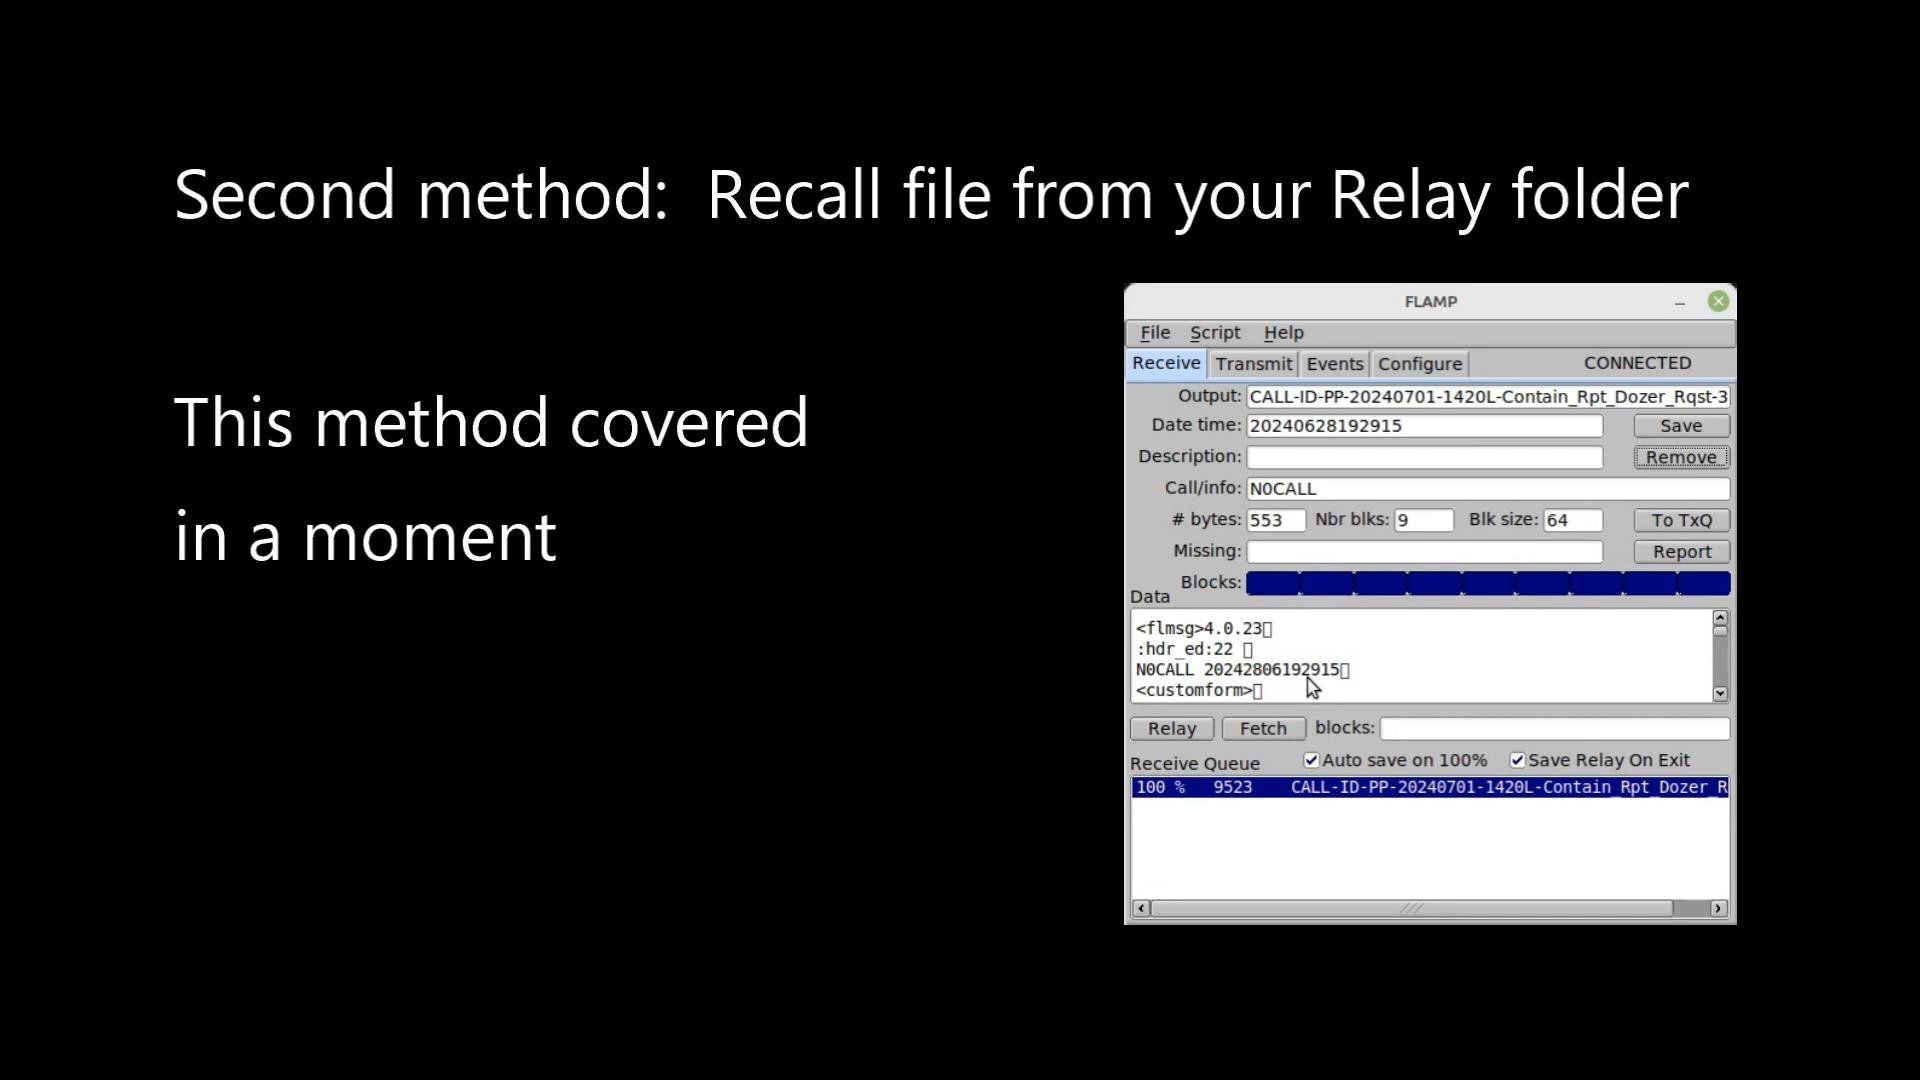 Second method:  Recall file from your Relay folder
This method covered
in a moment
FLAMP
File Script Help
Receive Transmit Events Configure CONNECTED
Output: CALL-ID-PP-20240701-1420L-Contain_Rpt_Dozer_Rqst-3
Date time: 20240628192915 Save
Description: Remove
Call/info: N0CALL
# bytes: 553 Nbr blks: 9 Blk size: 64 To TxQ
Missing: Report
Blocks:
Data
<flmsg>4.0.23
:hdr_ed:22
N0CALL 20242806192915
<customform>
Relay Fetch blocks:
Receive Queue Auto save on 100% Save Relay On Exit
100 % 9523 CALL-ID-PP-20240701-1420L-Contain_Rpt_Dozer_R